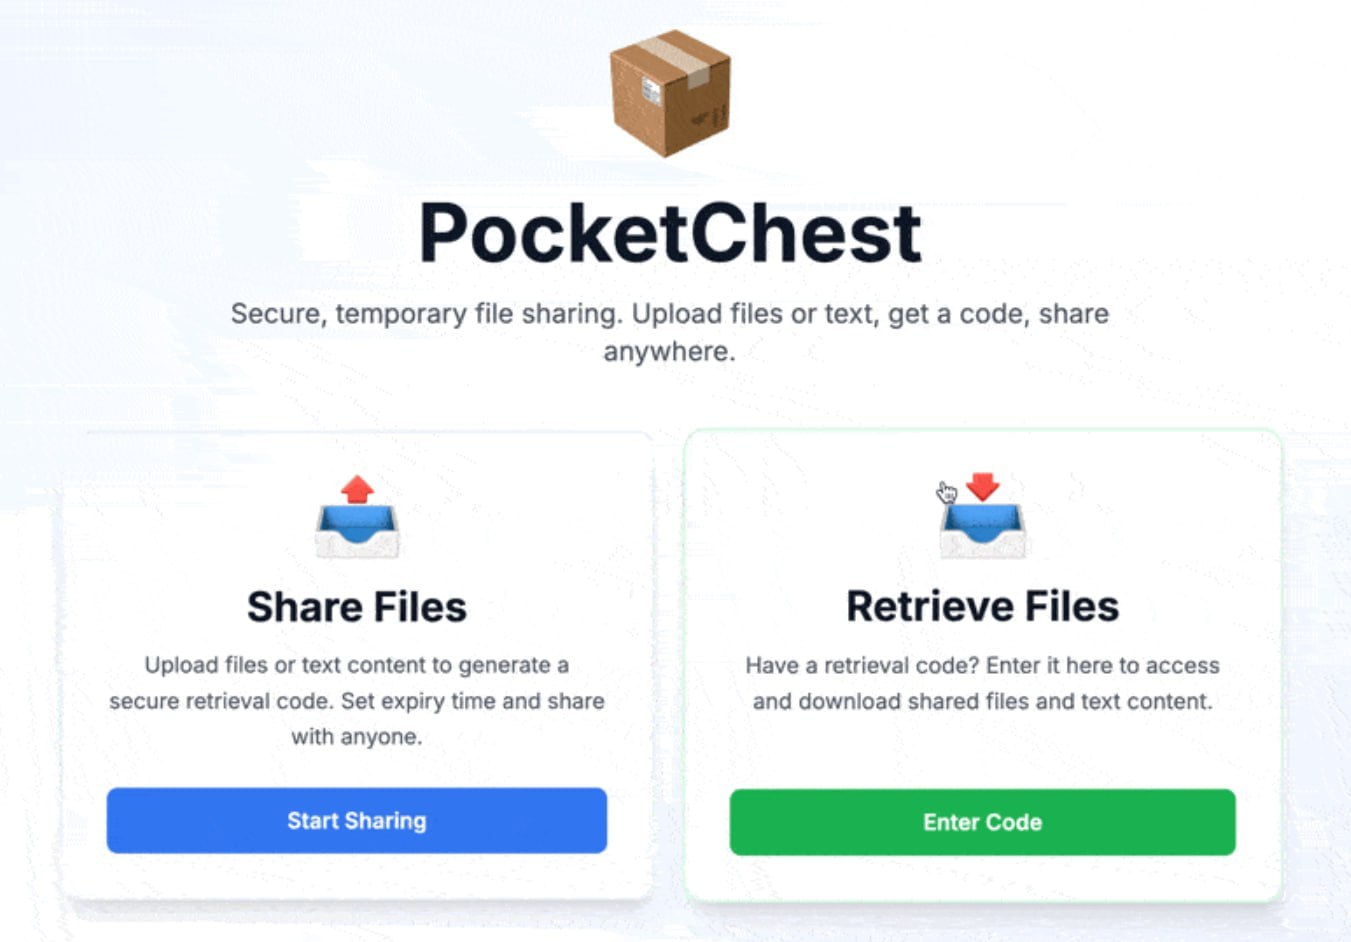 PocketChest
Secure, temporary file sharing. Upload files or text, get a code, share
anywhere.
Share Files
Upload files or text content to generate a
secure retrieval code. Set expiry time and share
with anyone.
Start Sharing
Retrieve Files
Have a retrieval code? Enter it here to access
and download shared files and text content.
Enter Code